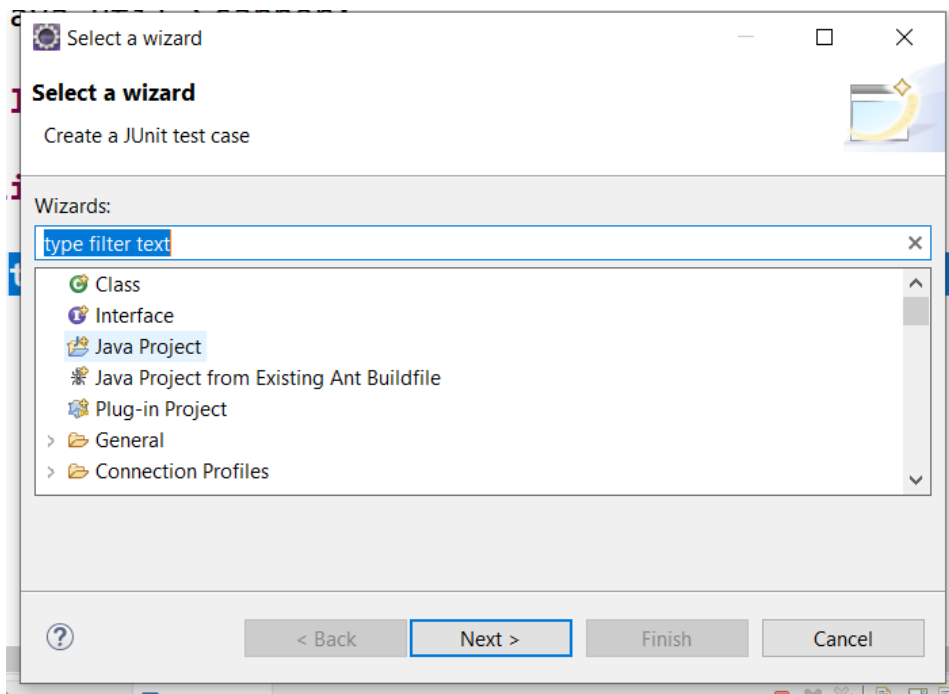 Select a wizard
Select a wizard
Create a JUnit test case
Wizards:
type filter text
Class
Interface
Java Project
Java Project from Existing Ant Buildfile
Plug-in Project
General
Connection Profiles
< Back Next > Finish Cancel